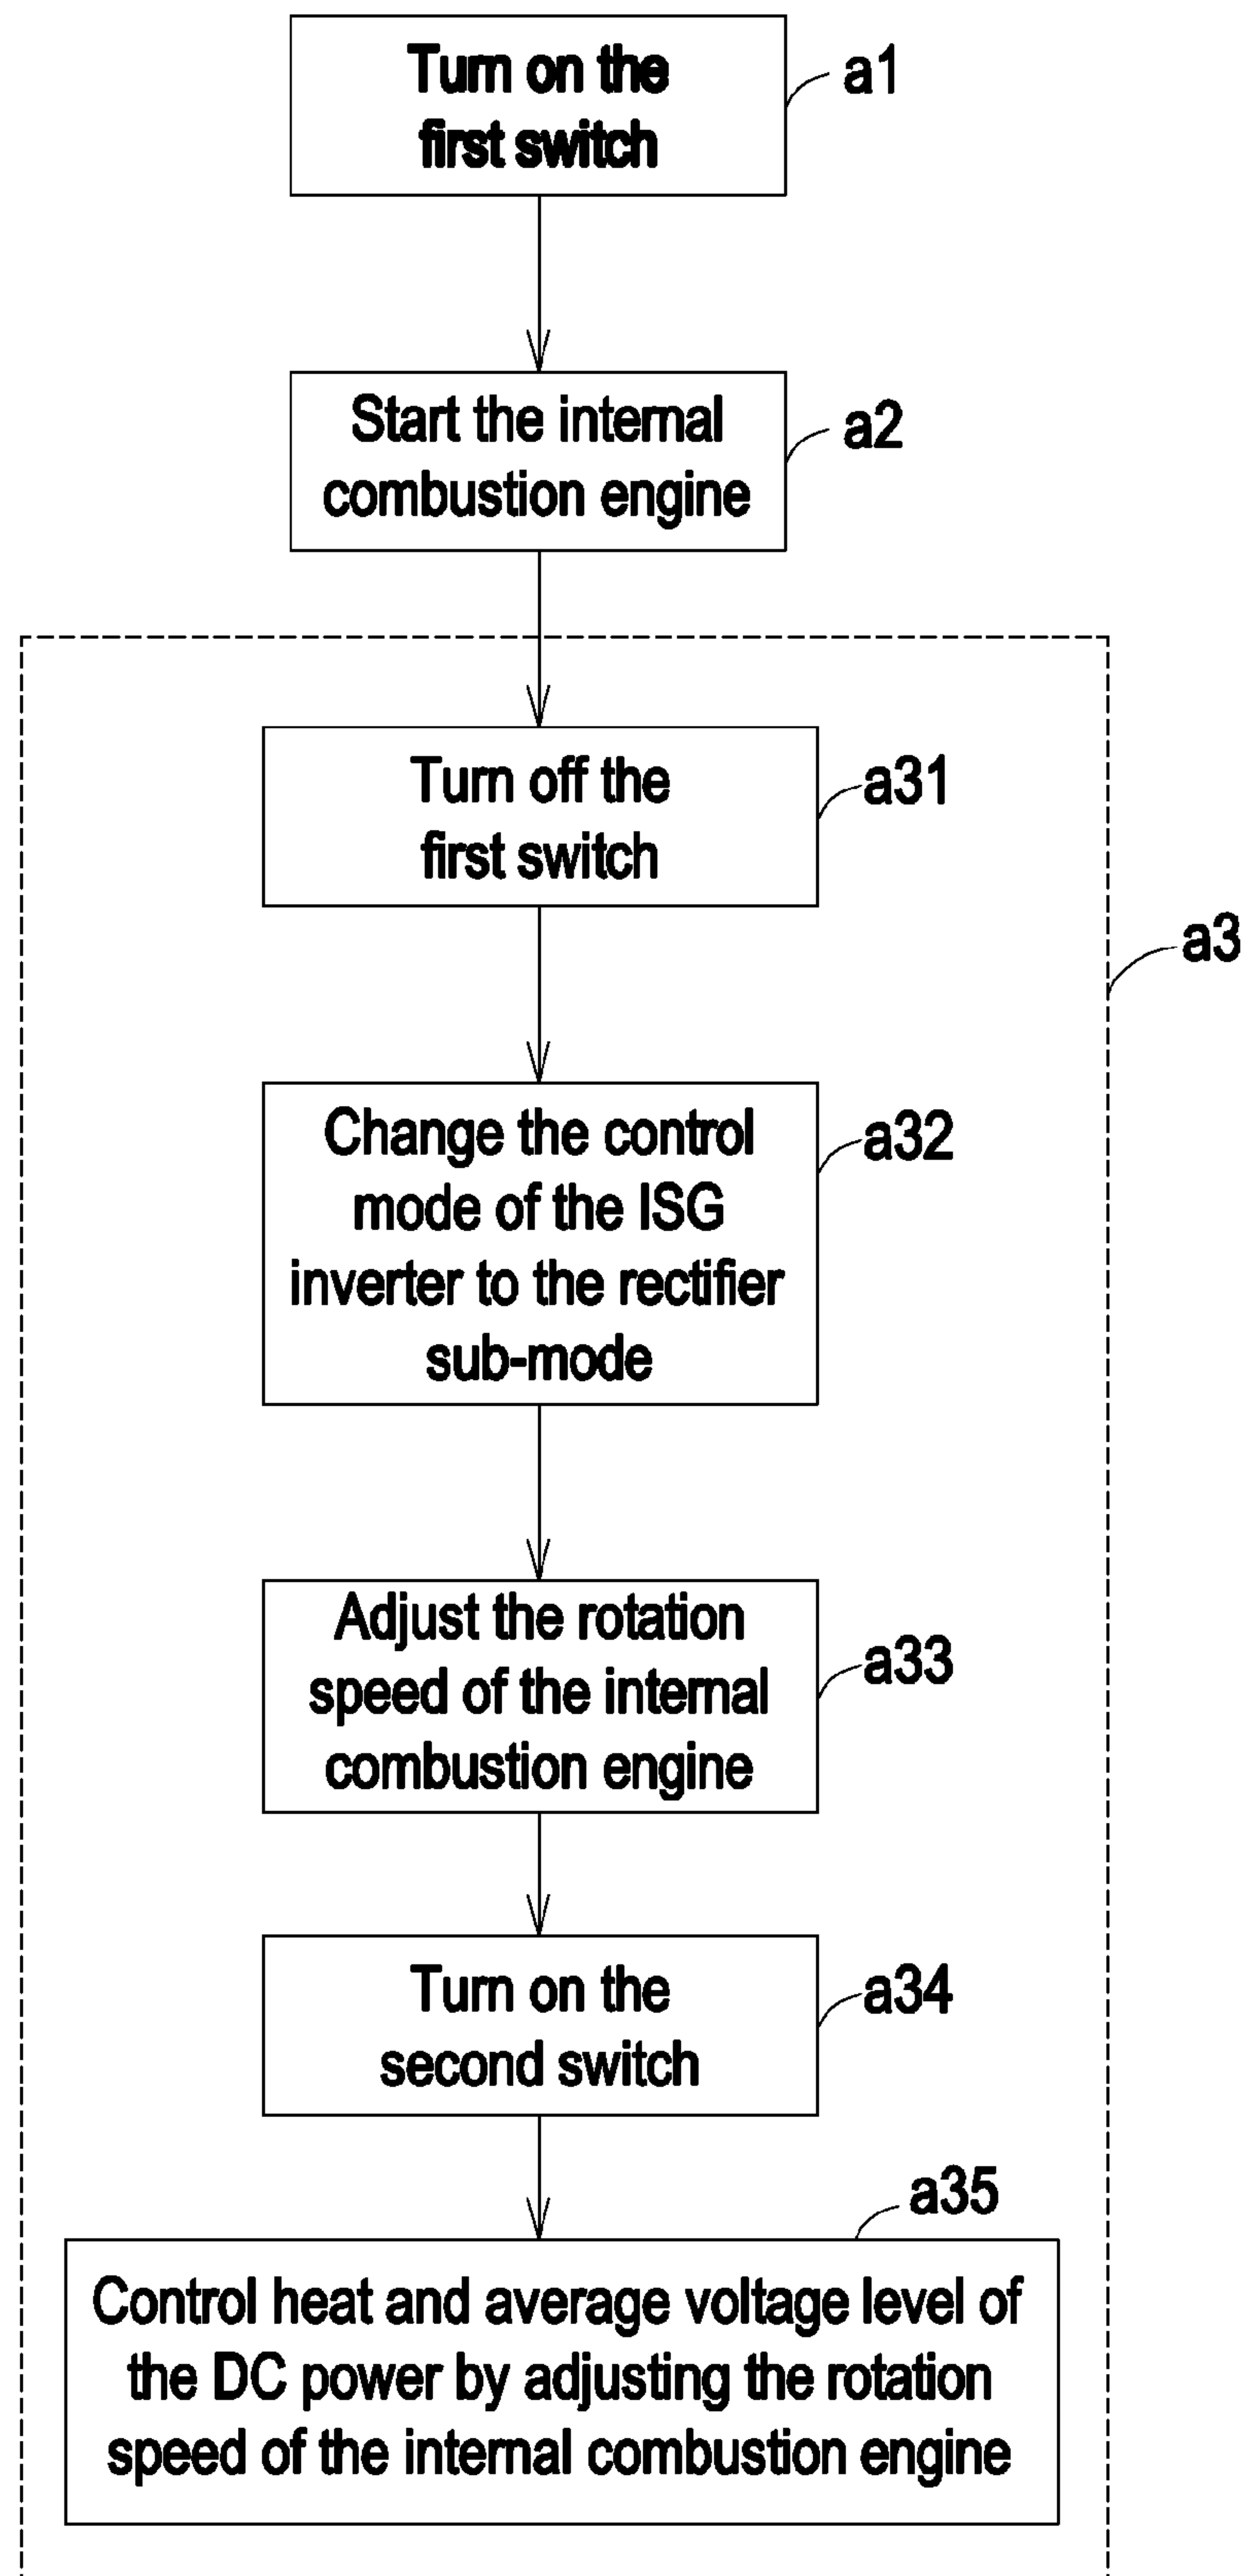 Turn on the
first switch
a1
Start the internal
combustion engine
a2
Turn off the
first switch
a31
a3
Change the control
mode of the ISG
inverter to the rectifier
sub-mode
a32
Adjust the rotation
speed of the internal
combustion engine
a33
Turn on the
second switch
a34
a35
Control heat and average voltage level of
the DC power by adjusting the rotation
speed of the internal combustion engine